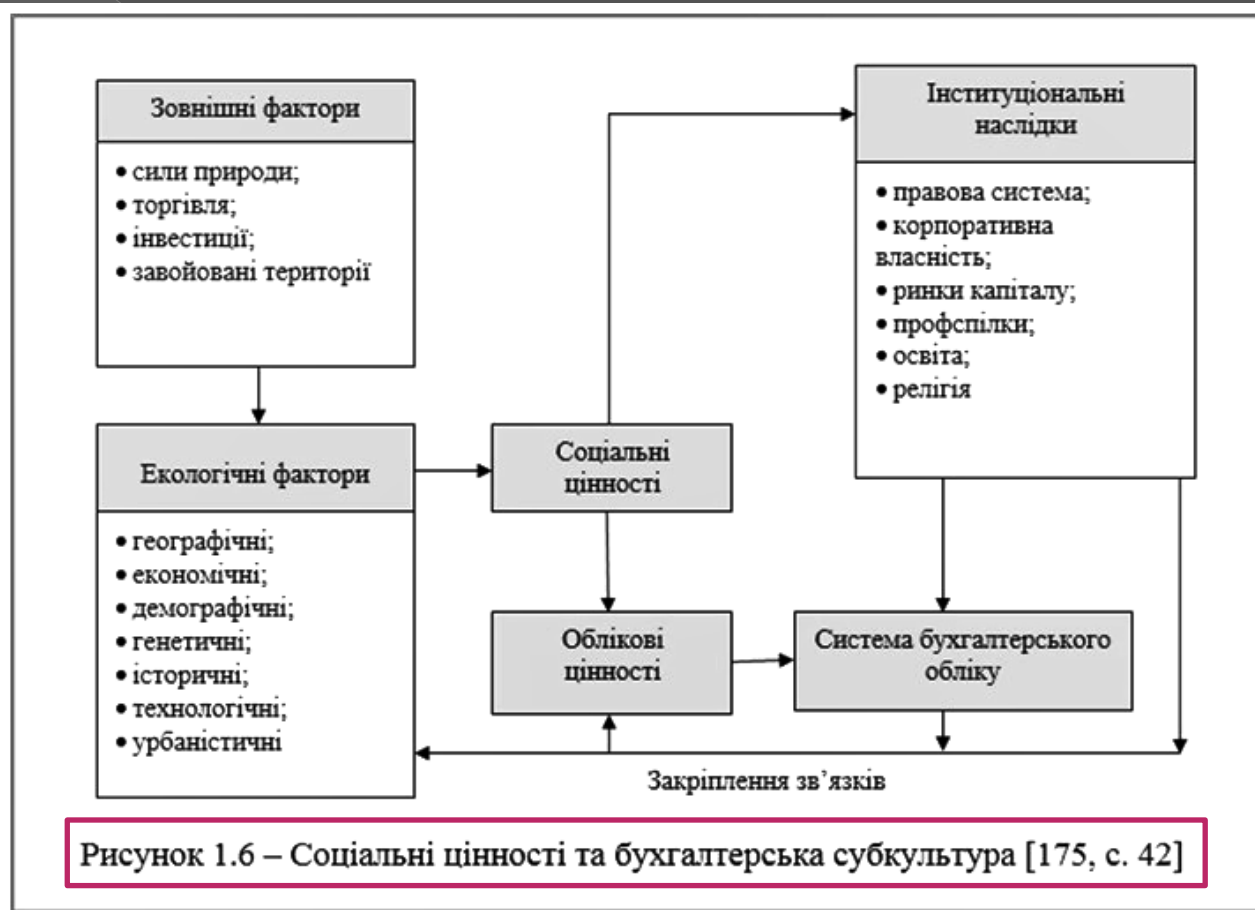 Зовнішні фактори
• сили природи;
• торгівля;
• інвестиції;
• завойовані території
Інституціональні
наслідки
• правова система;
• корпоративна
власність;
• ринки капіталу;
• профспілки;
• освіта;
• релігія
Екологічні фактори
• географічні;
• економічні;
• демографічні;
• генетичні;
• історичні;
• технологічні;
• урбаністичні
Соціальні
цінності
Облікові
цінності
Система бухгалтерського
обліку
Закріплення зв’язків
Рисунок 1.6 – Соціальні цінності та бухгалтерська субкультура [175, с. 42]